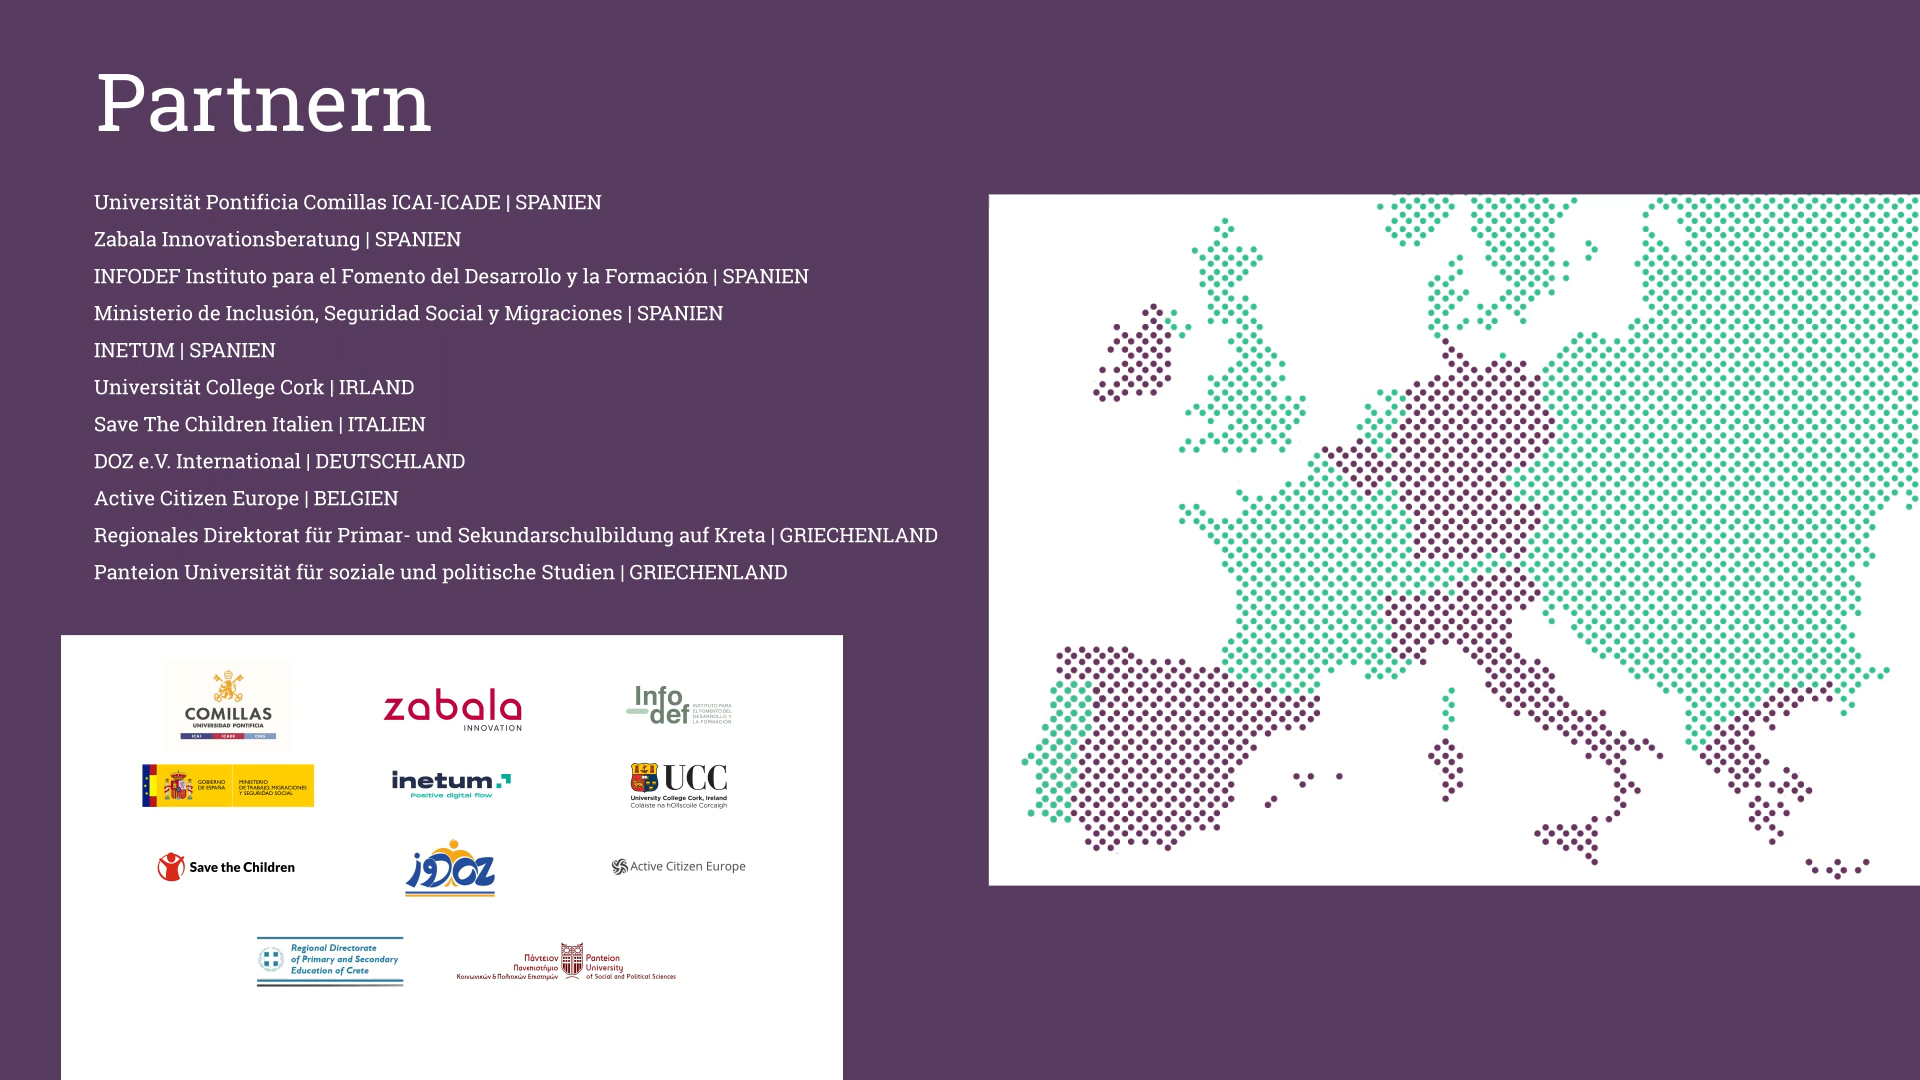 Partnern
Universität Pontificia Comillas ICAI-ICADE | SPANIEN
Zabala Innovationsberatung | SPANIEN
INFODEF Instituto para el Fomento del Desarrollo y la Formación | SPANIEN
Ministerio de Inclusión, Seguridad Social y Migraciones | SPANIEN
INETUM | SPANIEN
Universität College Cork | IRLAND
Save The Children Italien | ITALIEN
DOZ e.V. International | DEUTSCHLAND
Active Citizen Europe | BELGIEN
Regionales Direktorat für Primar- und Sekundarschulbildung auf Kreta | GRIECHENLAND
Panteion Universität für soziale und politische Studien | GRIECHENLAND
COMILLAS
UNIVERSIDAD PONTIFICIA
ICAI ICADE CIHS
zabala
INNOVATION
Info
def
INSTITUTO PARA
EL FOMENTO DEL
DESARROLLO Y
LA FORMACIÓN
GOBIERNO
DE ESPAÑA
MINISTERIO
DE TRABAJO, MIGRACIONES
Y SEGURIDAD SOCIAL
inetum
Positive digital flow
UCC
University College Cork, Ireland
Coláiste na hOllscoile Corcaigh
Save the Children
DOZ
Active Citizen Europe
Regional Directorate
of Primary and Secondary
Education of Crete
Πάντειον
Πανεπιστήμιο
Κοινωνικών & Πολιτικών Επιστημών
Panteion
University
of Social and Political Sciences